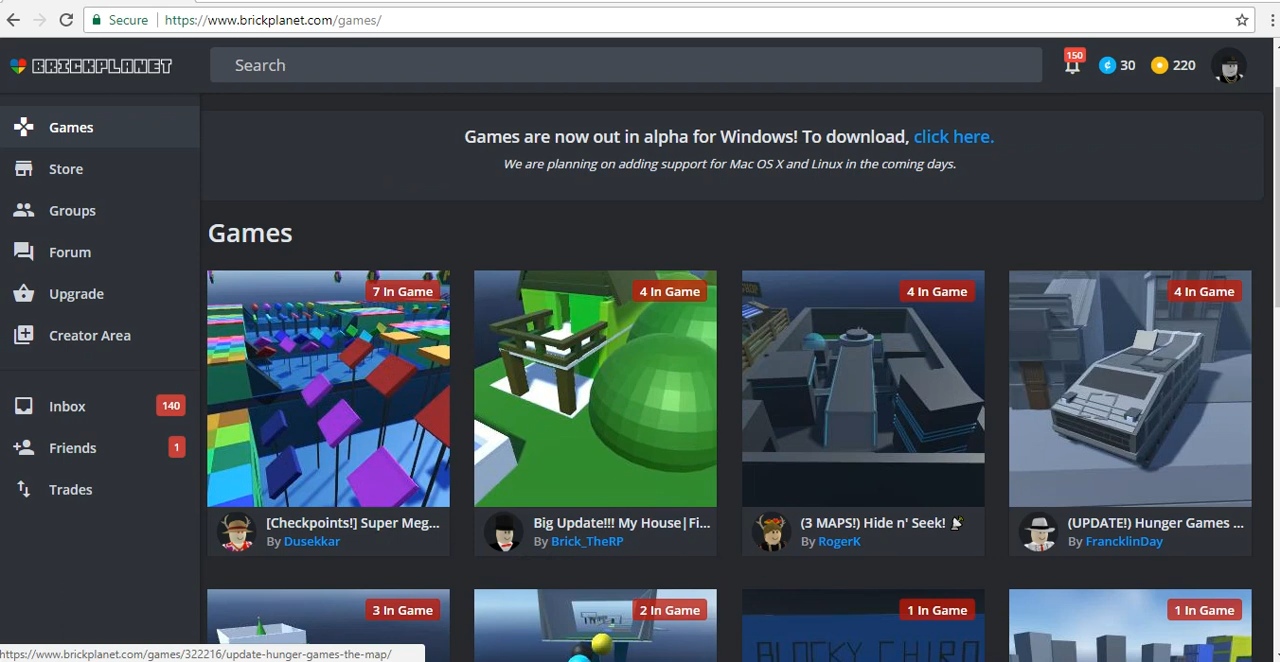 Secure https://www.brickplanet.com/games/
BRICKPLANET
Search
150
¢ 30
220
Games
Store
Groups
Forum
Upgrade
Creator Area
Inbox 140
Friends 1
Trades
Games are now out in alpha for Windows! To download, click here.
We are planning on adding support for Mac OS X and Linux in the coming days.
Games
7 In Game
[Checkpoints!] Super Meg...
By Dusekkar
4 In Game
Big Update!!! My House|Fi...
By Brick_TheRP
4 In Game
(3 MAPS!) Hide n' Seek!
By RogerK
4 In Game
(UPDATE!) Hunger Games ...
By FrancklinDay
3 In Game
2 In Game
1 In Game
BLOCKY CHIRO
1 In Game
https://www.brickplanet.com/games/322216/update-hunger-games-the-map/